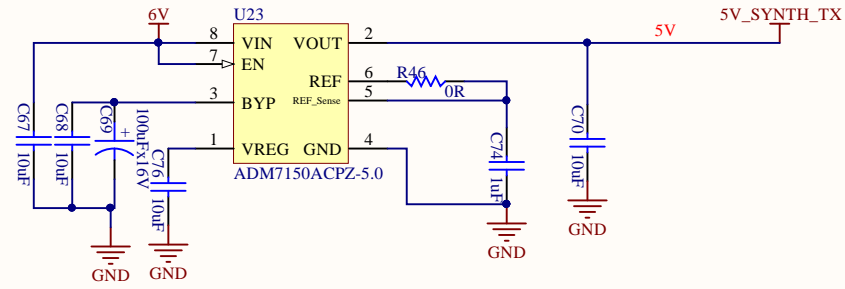 U23
6V
5V_SYNTH_TX
5V
8 VIN VOUT 2
7 EN
REF 6 R46 0R
REF_Sense 5
3 BYP
1 VREG GND 4
ADM7150ACPZ-5.0
C67 10uF
C68 10uF
C69 + 100uFx16V
C76 10uF
C74 1uF
C70 10uF
GND
GND
GND
GND